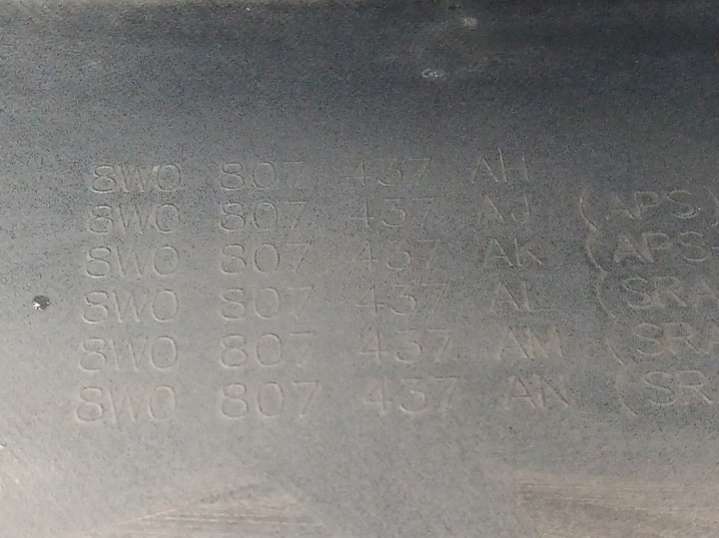 8W0 807 437 AH
8W0 807 437 AJ (APS)
8W0 807 437 AK (APS
8W0 807 437 AL (SRA
8W0 807 437 AM (SRA
8W0 807 437 AN (SR